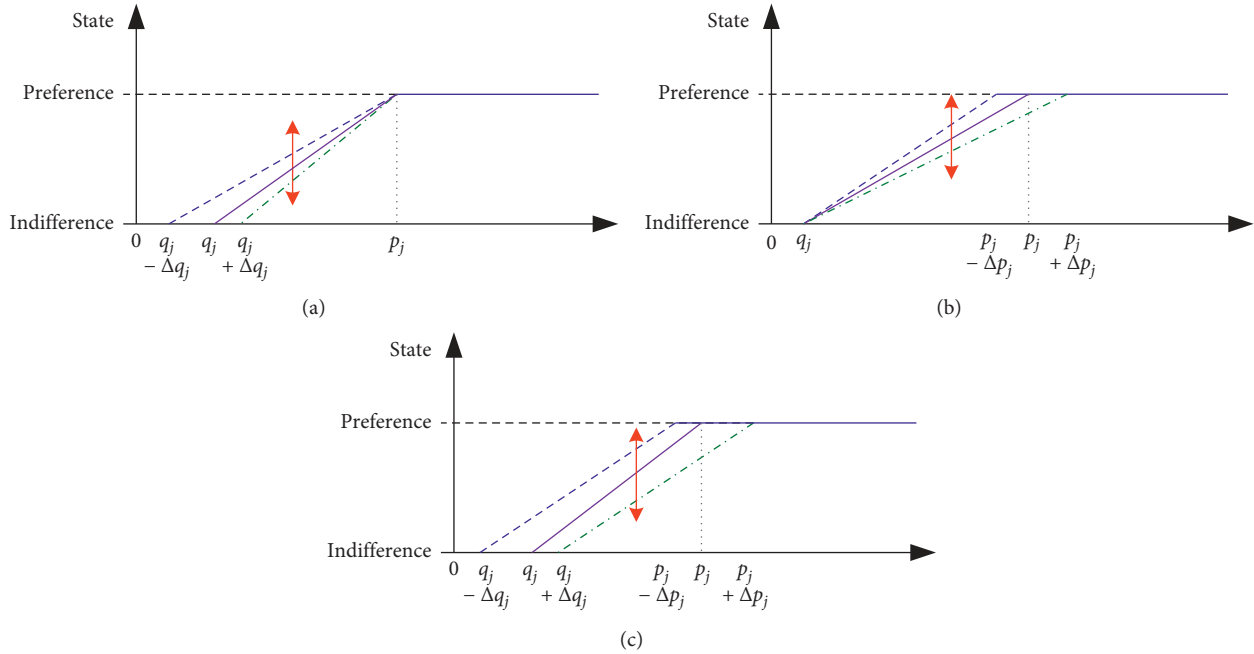 State
Preference
Indifference
0 q_j q_j q_j p_j
− Δq_j + Δq_j
(a)
State
Preference
Indifference
0 q_j p_j p_j p_j
− Δp_j + Δp_j
(b)
State
Preference
Indifference
0 q_j q_j q_j p_j p_j p_j
− Δq_j + Δq_j − Δp_j + Δp_j
(c)